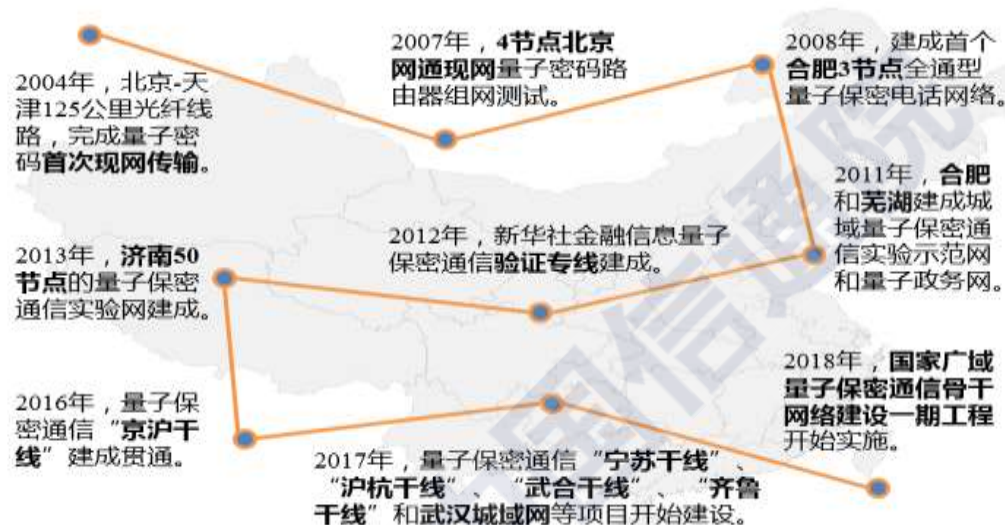 2004年，北京-天
津125公里光纤线
路，完成量子密
码首次现网传输。
2007年，4节点北京
网通现网量子密码路
由器组网测试。
2008年，建成首个
合肥3节点全通型
量子保密电话网络。
2011年，合肥
和芜湖建成城
域量子保密通
信实验示范网
和量子政务网。
2012年，新华社金融信息量子
保密通信验证专线建成。
2013年，济南50
节点的量子保密
通信实验网建成。
2016年，量子保
密通信“京沪干
线”建成贯通。
2017年，量子保密通信“宁苏干线”、
“沪杭干线”、“武合干线”、“齐鲁
干线”和武汉城域网等项目开始建设。
2018年，国家广域
量子保密通信骨干
网络建设一期工程
开始实施。
国信通院